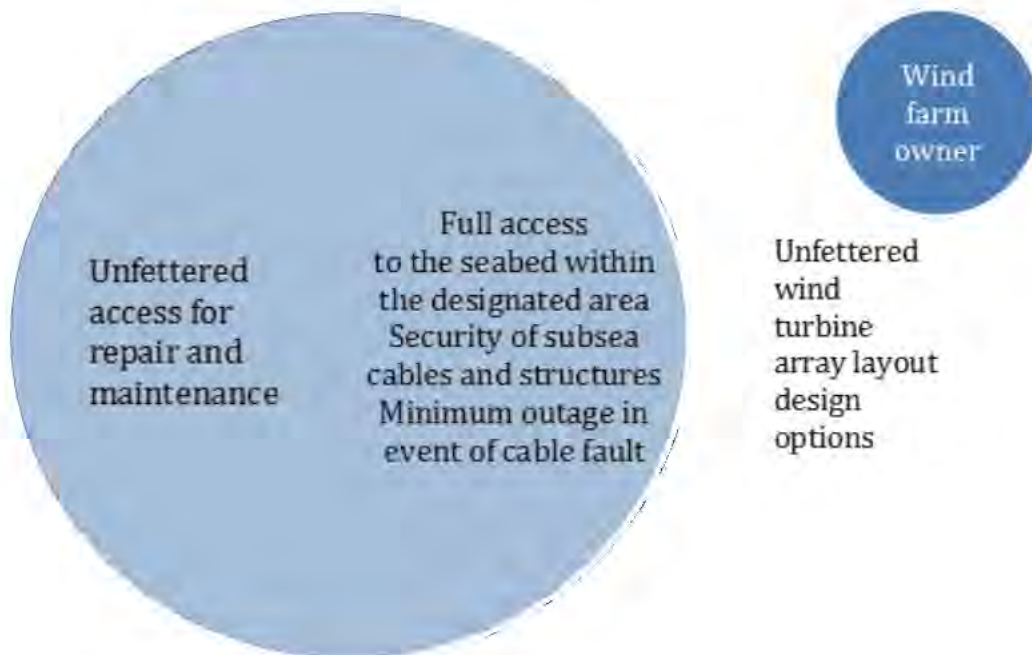 Wind
farm
owner
Unfettered
access for
repair and
maintenance
Full access
to the seabed within
the designated area
Security of subsea
cables and structures
Minimum outage in
event of cable fault
Unfettered
wind
turbine
array layout
design
options